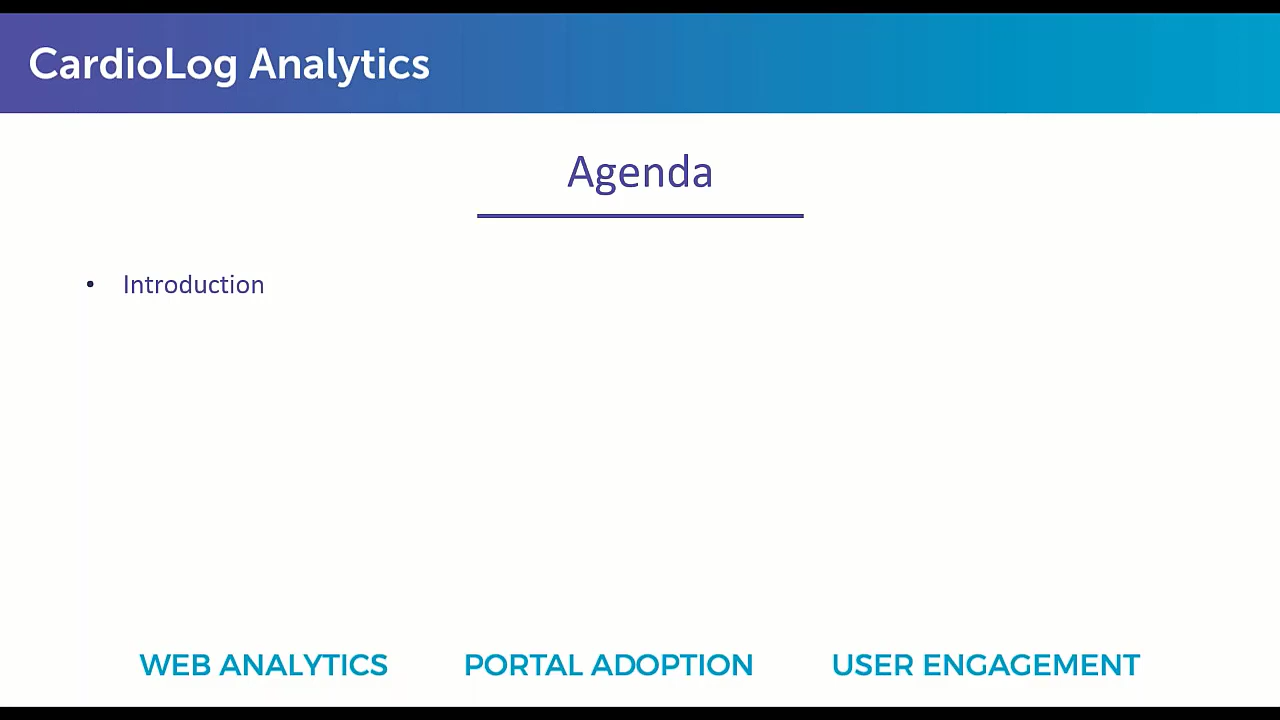 CardioLog Analytics
Agenda
• Introduction
WEB ANALYTICS PORTAL ADOPTION USER ENGAGEMENT